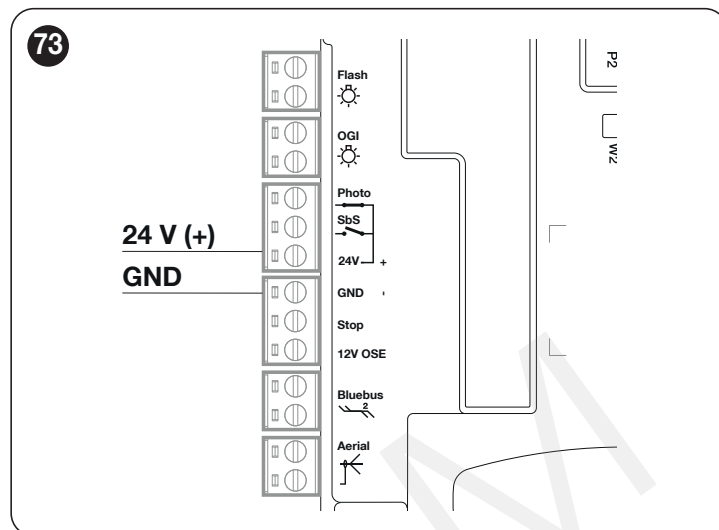 73
Flash
OGI
Photo
SbS
24 V (+)
24V +
GND
GND -
Stop
12V OSE
Bluebus
2
Aerial
P2
W2
M